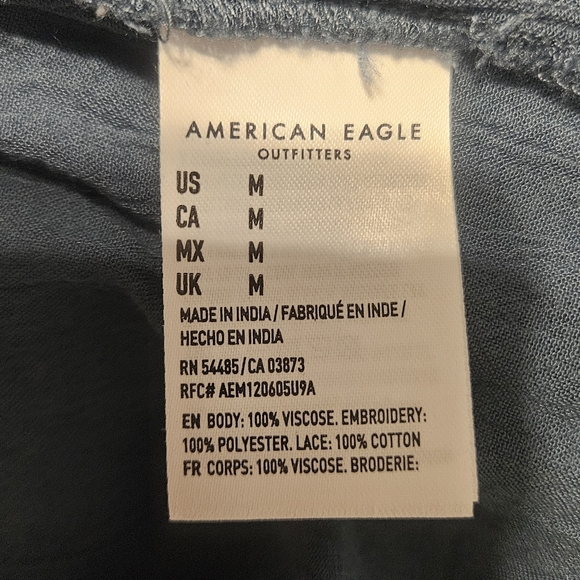 AMERICAN EAGLE
OUTFITTERS
US M
CA M
MX M
UK M
MADE IN INDIA / FABRIQUÉ EN INDE /
HECHO EN INDIA
RN 54485/CA 03873
RFC# AEM120605U9A
EN BODY: 100% VISCOSE. EMBROIDERY:
100% POLYESTER. LACE: 100% COTTON
FR CORPS: 100% VISCOSE. BRODERIE: